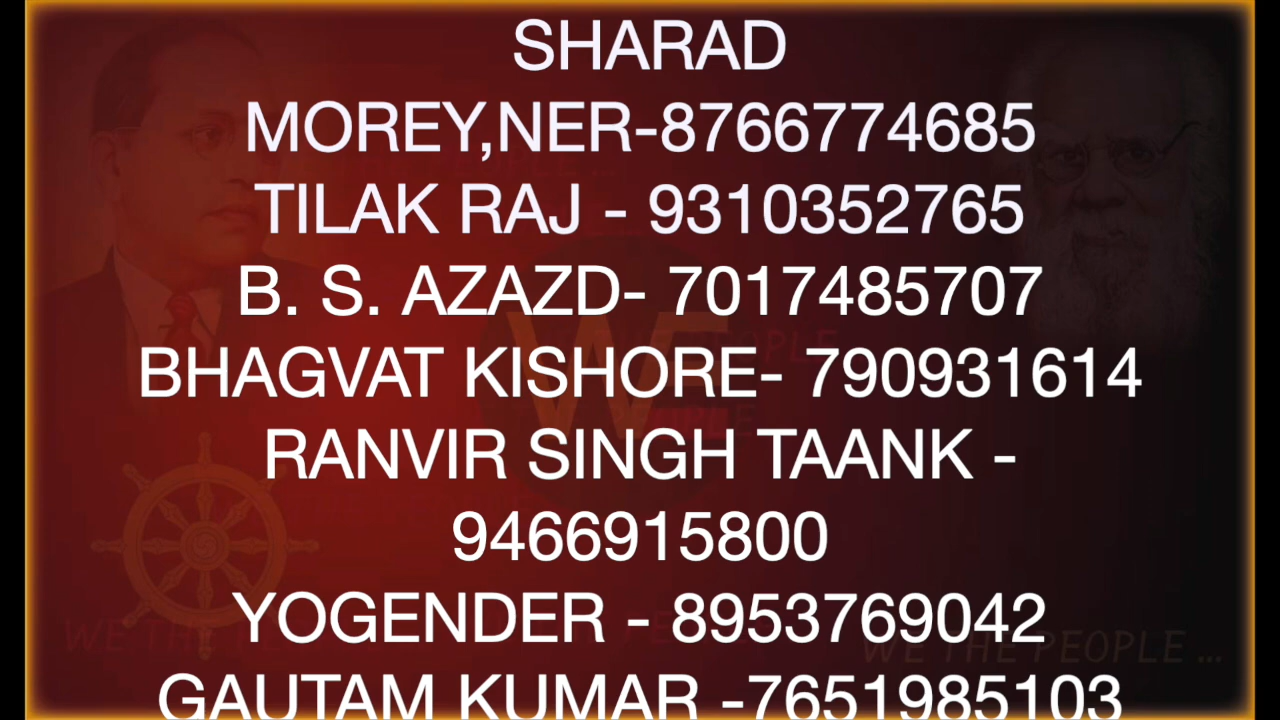 SHARAD
MOREY,NER-8766774685
TILAK RAJ - 9310352765
B. S. AZAZD- 7017485707
BHAGVAT KISHORE- 790931614
RANVIR SINGH TAANK -
9466915800
YOGENDER - 8953769042
GAUTAM KUMAR -7651985103
WE THE PEOPLE ...